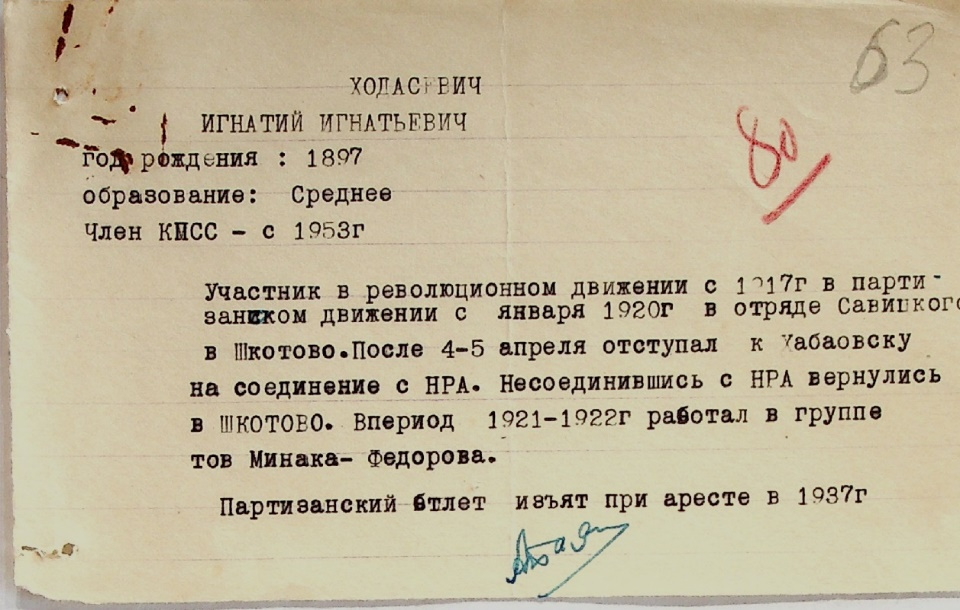 63
ХОДАСЕВИЧ
80
ИГНАТИЙ ИГНАТЬЕВИЧ
год рождения : 1897
образование: Среднее
Член КПСС - с 1953г
Участник в революционном движении с 1917г в парти-
занском движении с января 1920г в отряде Савицкого
в Шкотово.После 4-5 апреля отступал к Хабаовску
на соединение с НРА. Несоединившись с НРА вернулись
в ШКОТОВО. Впериод 1921-1922г работал в группе
тов Минака- Федорова.
Партизанский бтлет изъят при аресте в 1937г